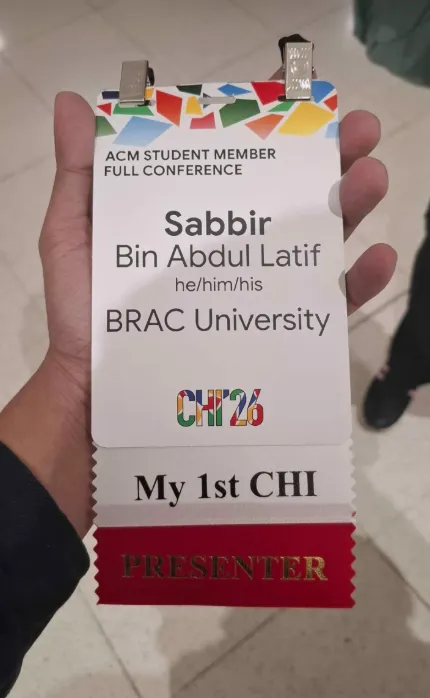 ACM STUDENT MEMBER
FULL CONFERENCE
Sabbir
Bin Abdul Latif
he/him/his
BRAC University
CHI'26
My 1st CHI
PRESENTER